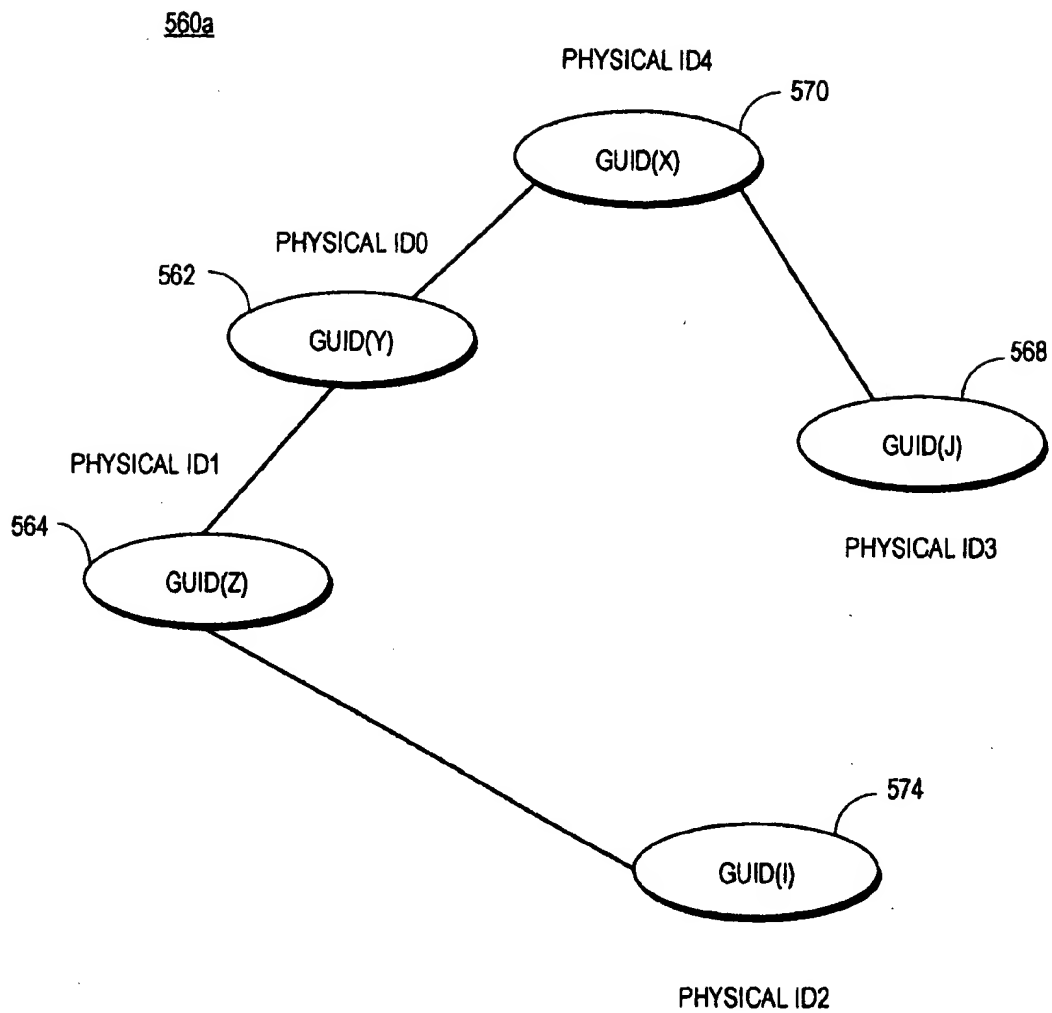 560a
PHYSICAL ID4
570
GUID(X)
PHYSICAL ID0
562
GUID(Y)
568
GUID(J)
PHYSICAL ID1
564
PHYSICAL ID3
GUID(Z)
574
GUID(I)
PHYSICAL ID2